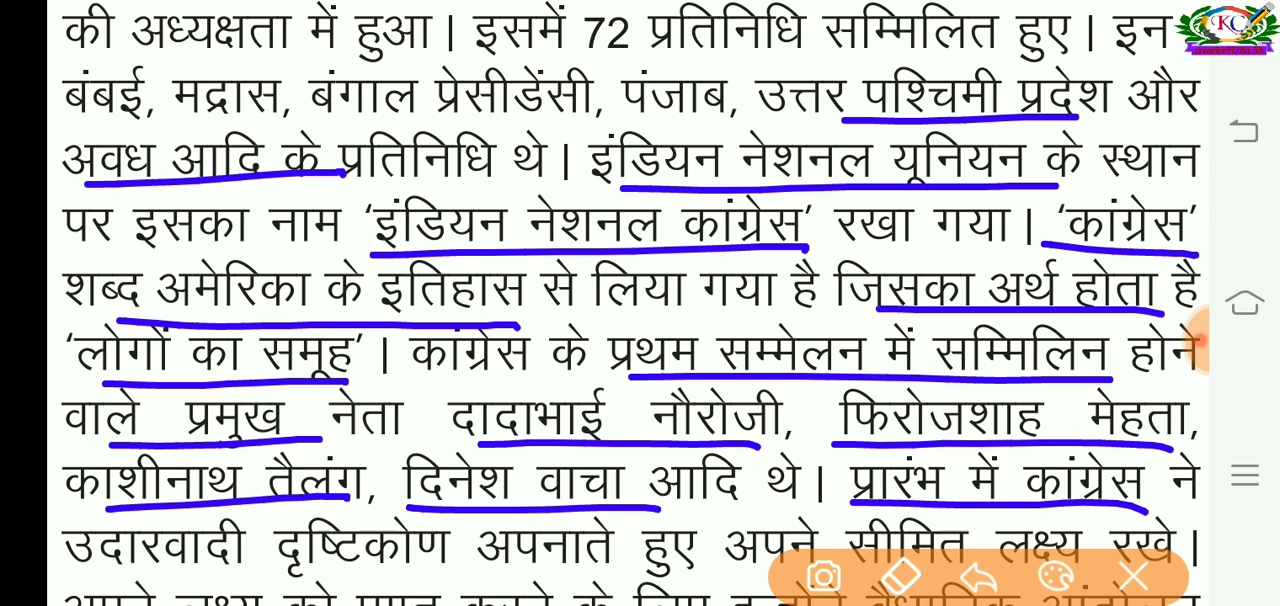 की अध्यक्षता में हुआ। इसमें 72 प्रतिनिधि सम्मिलित हुए। इन
बंबई, मद्रास, बंगाल प्रेसीडेंसी, पंजाब, उत्तर पश्चिमी प्रदेश और
अवध आदि के प्रतिनिधि थे। इंडियन नेशनल यूनियन के स्थान
पर इसका नाम ‘इंडियन नेशनल कांग्रेस’ रखा गया। ‘कांग्रेस’
शब्द अमेरिका के इतिहास से लिया गया है जिसका अर्थ होता है
‘लोगों का समूह’। कांग्रेस के प्रथम सम्मेलन में सम्मिलिन होने
वाले प्रमुख नेता दादाभाई नौरोजी, फिरोजशाह मेहता,
काशीनाथ तैलंग, दिनेश वाचा आदि थे। प्रारंभ में कांग्रेस ने
उदारवादी दृष्टिकोण अपनाते हुए अपने सीमित लक्ष्य रखे।
KC